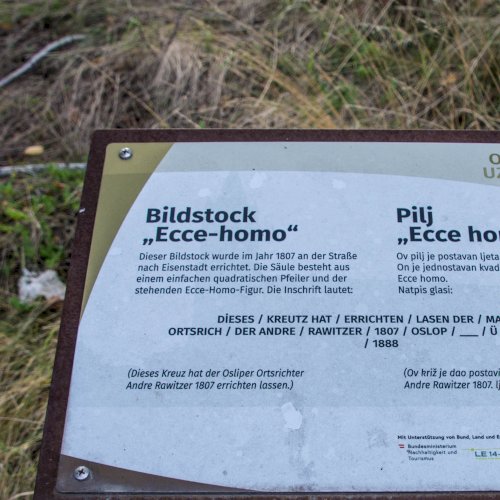 O
UZ
Bildstock
„Ecce-homo“
Dieser Bildstock wurde im Jahr 1807 an der Straße
nach Eisenstadt errichtet. Die Säule besteht aus
einem einfachen quadratischen Pfeiler und der
stehenden Ecce-Homo-Figur. Die Inschrift lautet:
Pilj
„Ecce ho
Ov pilj je postavan ljeta
On je jednostavan kvad
Ecce homo.
Natpis glasi:
DİESES / KREUTZ HAT / ERRICHTEN / LASEN DER / MA
ORTSRICH / DER ANDRE / RAWITZER / 1807 / OSLOP / ___ / Ü
/ 1888
(Dieses Kreuz hat der Osliper Ortsrichter
Andre Rawitzer 1807 errichten lassen.)
(Ov križ je dao postavi
Andre Rawitzer 1807. lj
Mit Unterstützung von Bund, Land und E
Bundesministerium
Nachhaltigkeit und
Tourismus
LE 14-